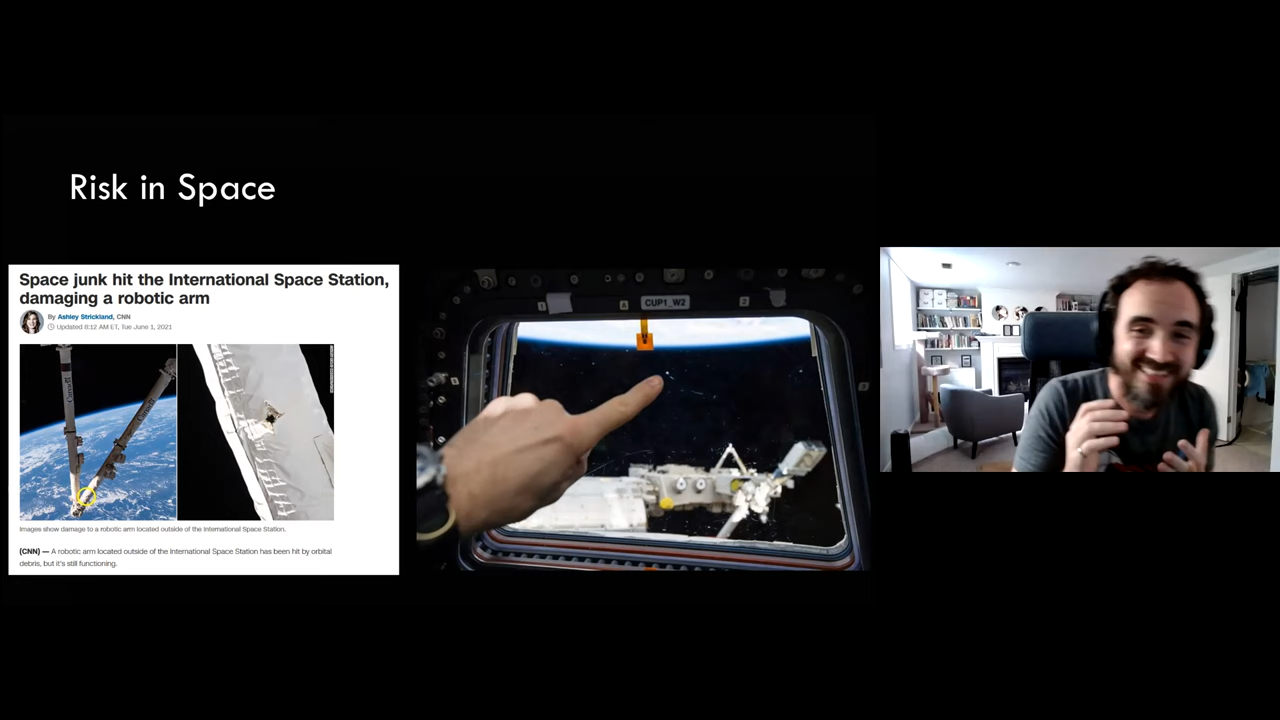 Risk in Space
Space junk hit the International Space Station,
damaging a robotic arm
By Ashley Strickland, CNN
Updated 8:12 AM ET, Tue June 1, 2021
Canada
Images show damage to a robotic arm located outside of the International Space Station.
(CNN) — A robotic arm located outside of the International Space Station has been hit by orbital
debris, but it's still functioning.
1
A
CUP1_W2
2